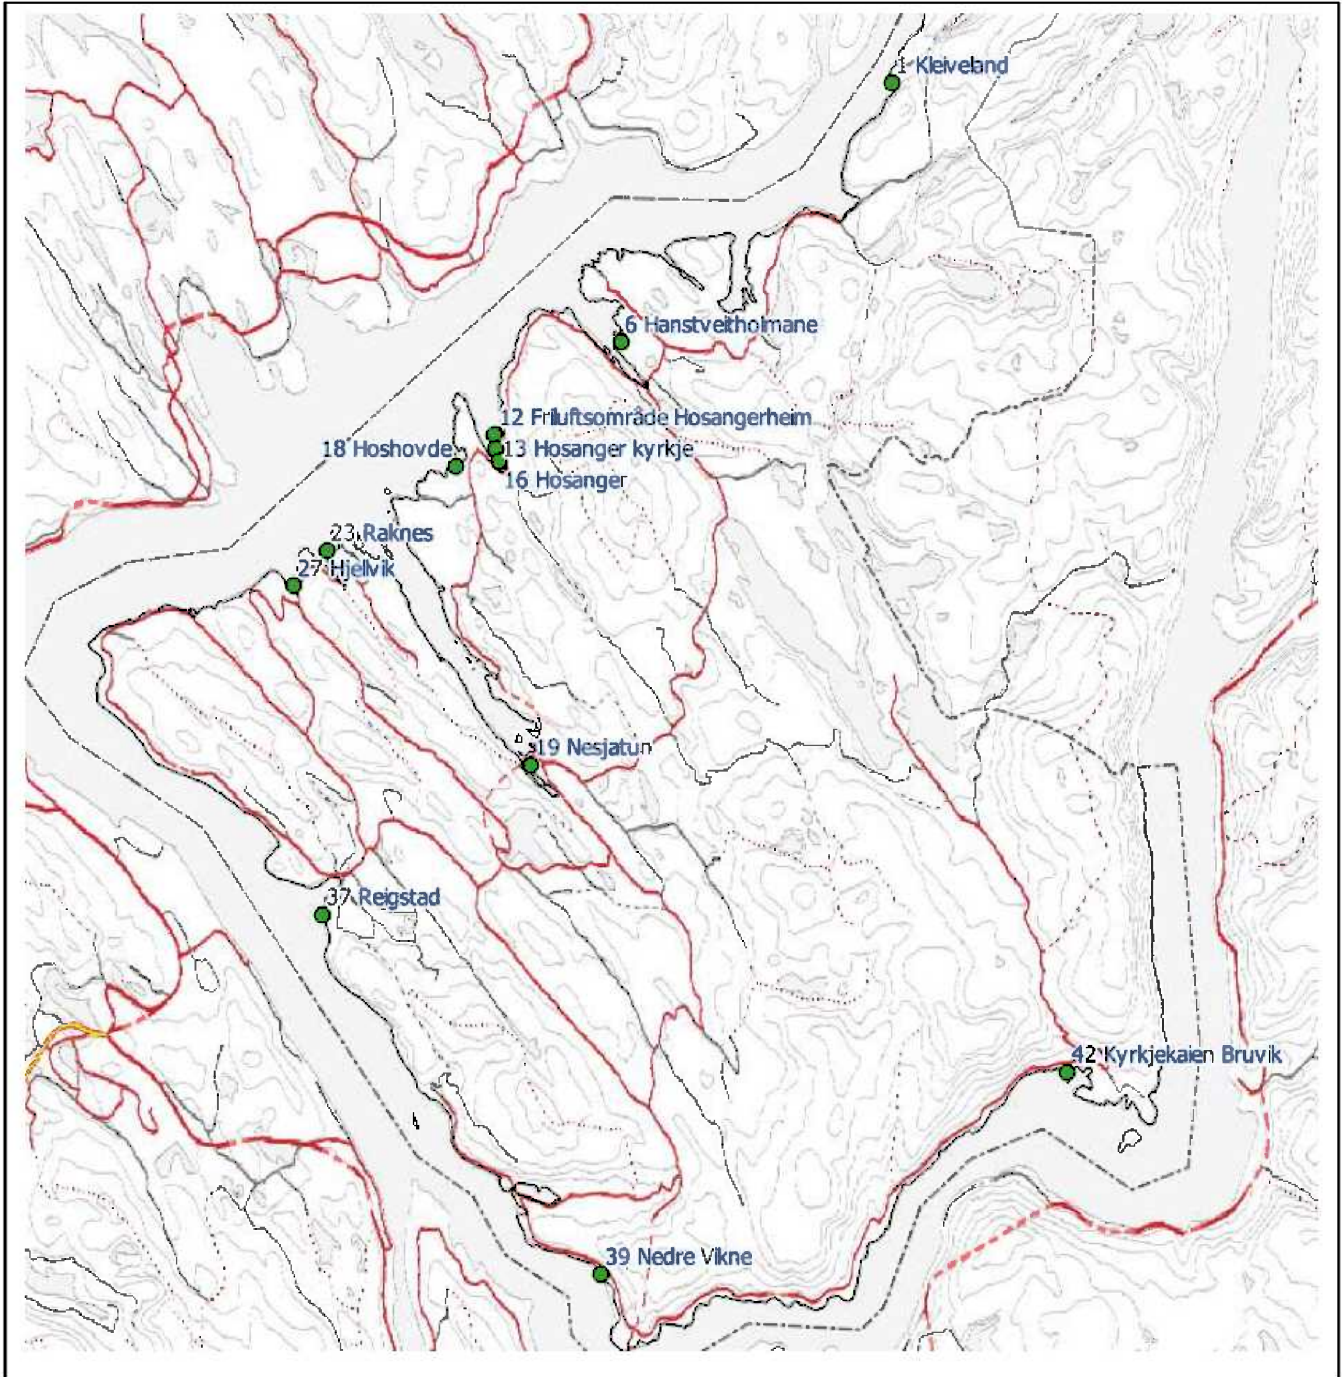 1 Kleiveland
6 Hanstveitholmane
12 Friluftsområde Hosangerheim
18 Hoshovde
13 Hosanger kyrkje
16 Hosanger
23 Raknes
27 Hjellvik
19 Nesjatun
37 Reigstad
42 Kyrkjekaien Bruvik
39 Nedre Vikne